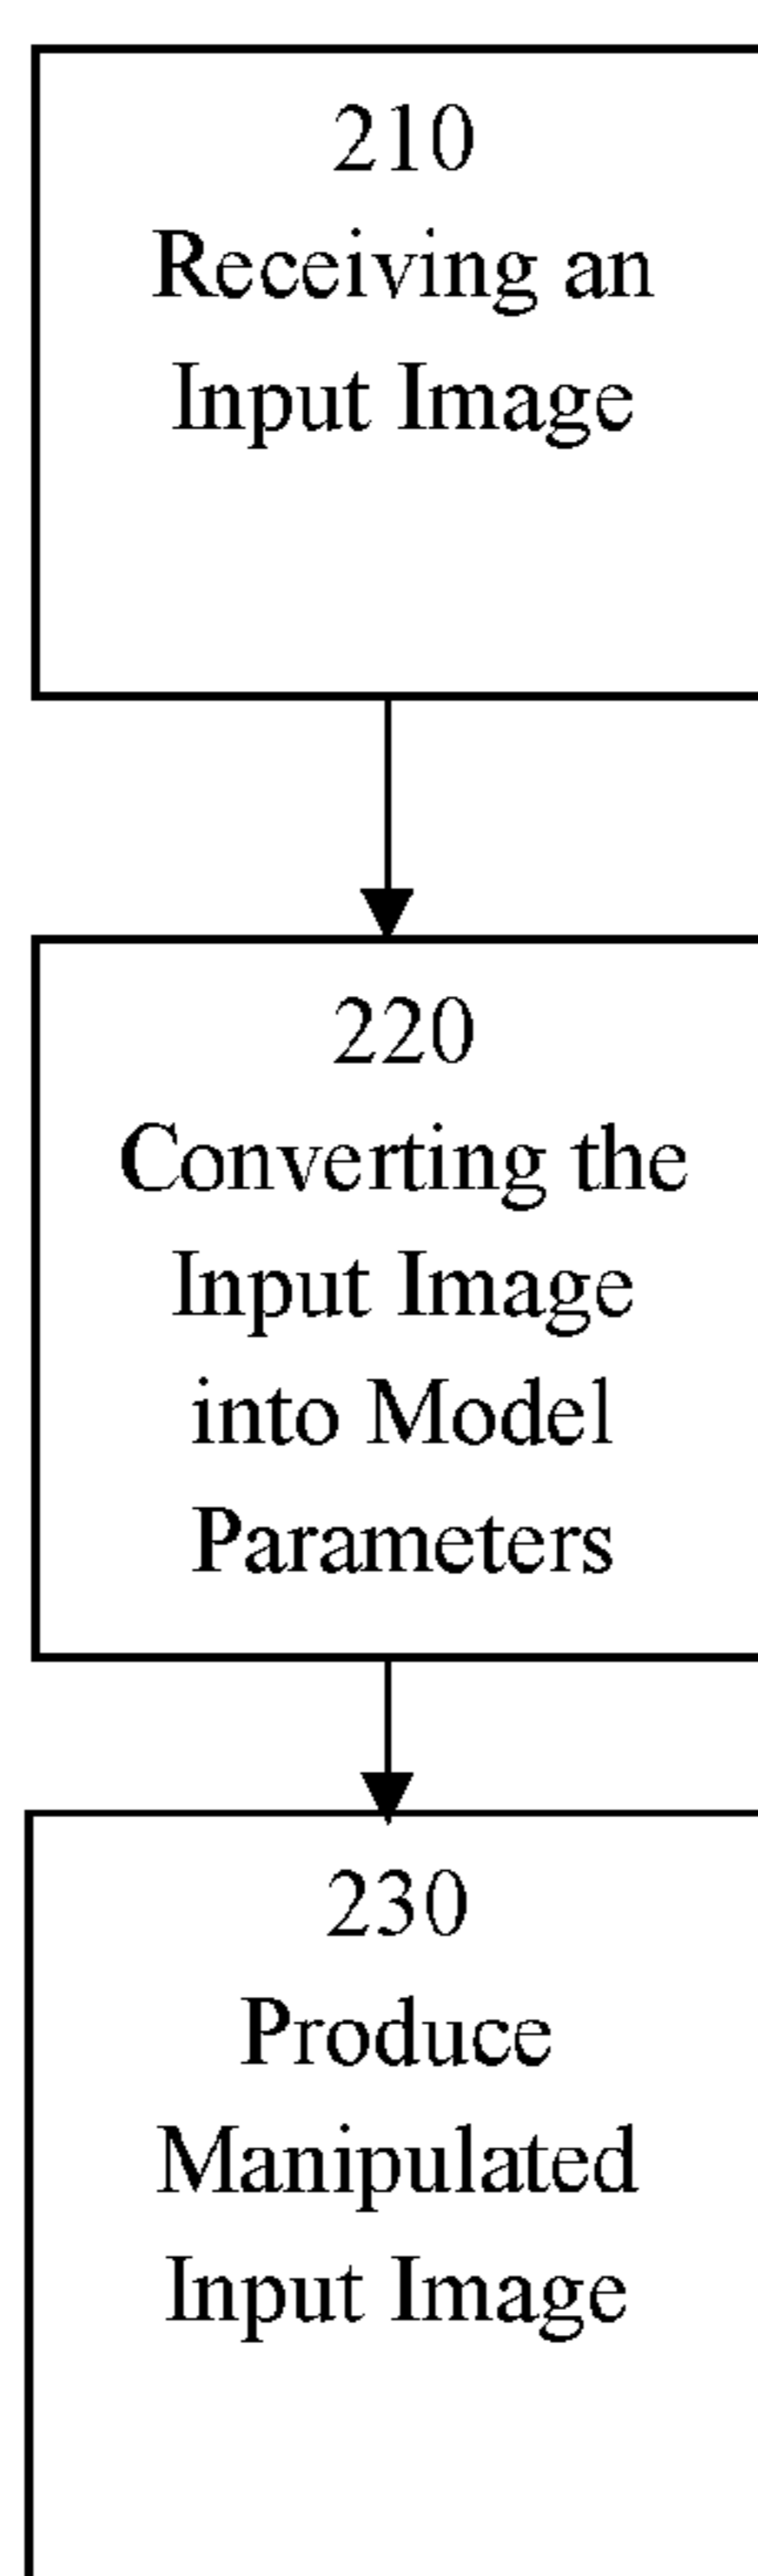 210
Receiving an
Input Image
220
Converting the
Input Image
into Model
Parameters
230
Produce
Manipulated
Input Image